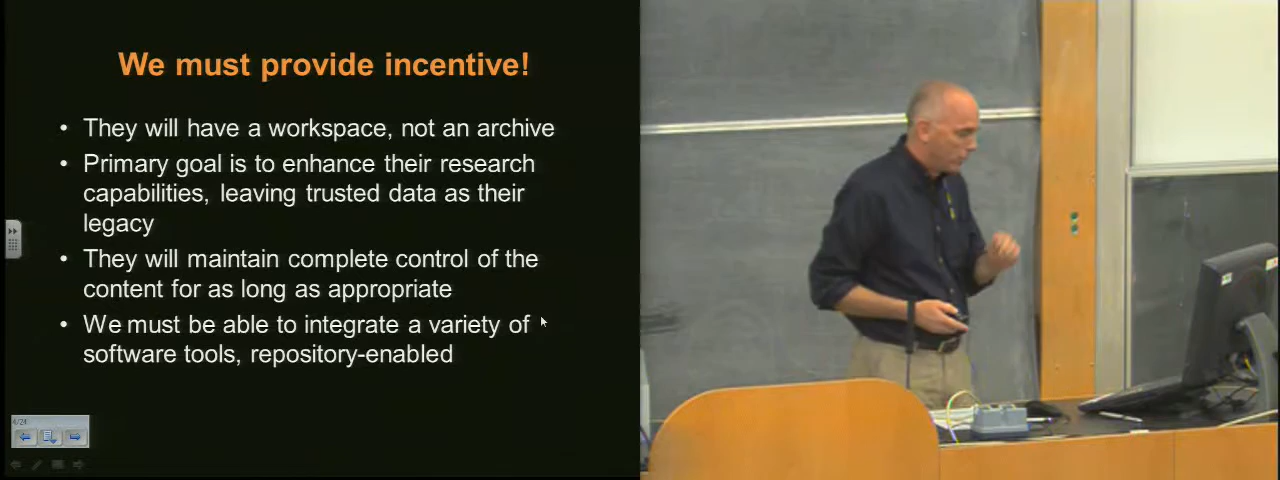 We must provide incentive!
• They will have a workspace, not an archive
• Primary goal is to enhance their research
capabilities, leaving trusted data as their
legacy
• They will maintain complete control of the
content for as long as appropriate
• We must be able to integrate a variety of
software tools, repository-enabled